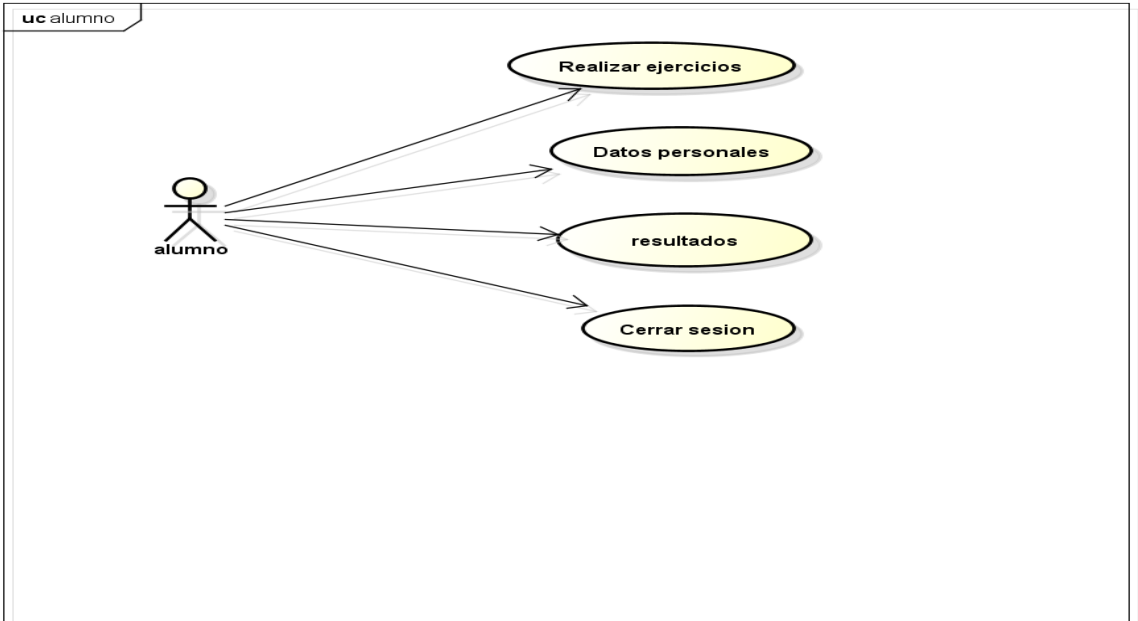 uc alumno
Realizar ejercicios
Datos personales
alumno
resultados
Cerrar sesion